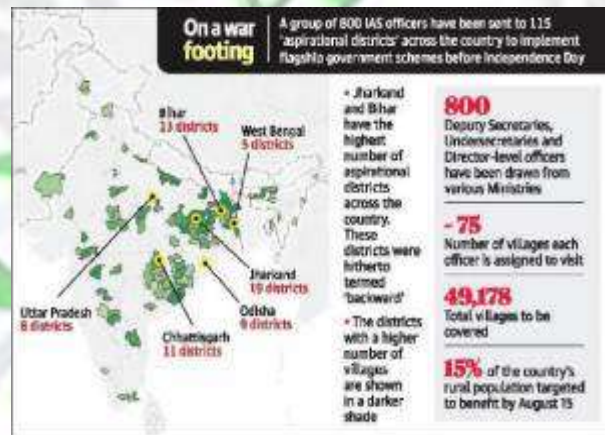 On a war
footing
A group of 800 IAS officers have been sent to 115
'aspirational districts' across the country to implement
flagship government schemes before Independence Day
Bihar
13 districts
West Bengal
5 districts
Jharkand
19 districts
Odisha
9 districts
Uttar Pradesh
8 districts
Chhattisgarh
11 districts
• Jharkand
and Bihar
have the
highest
number of
aspirational
districts
across the
country.
These
districts were
hitherto
termed
'backward'
• The districts
with a higher
number of
villages
are shown
in a darker
shade
800
Deputy Secretaries,
Undersecretaries and
Director-level officers
have been drawn from
various Ministries
~75
Number of villages each
officer is assigned to visit
49,178
Total villages to be
covered
15% of the country's
rural population targeted
to benefit by August 15